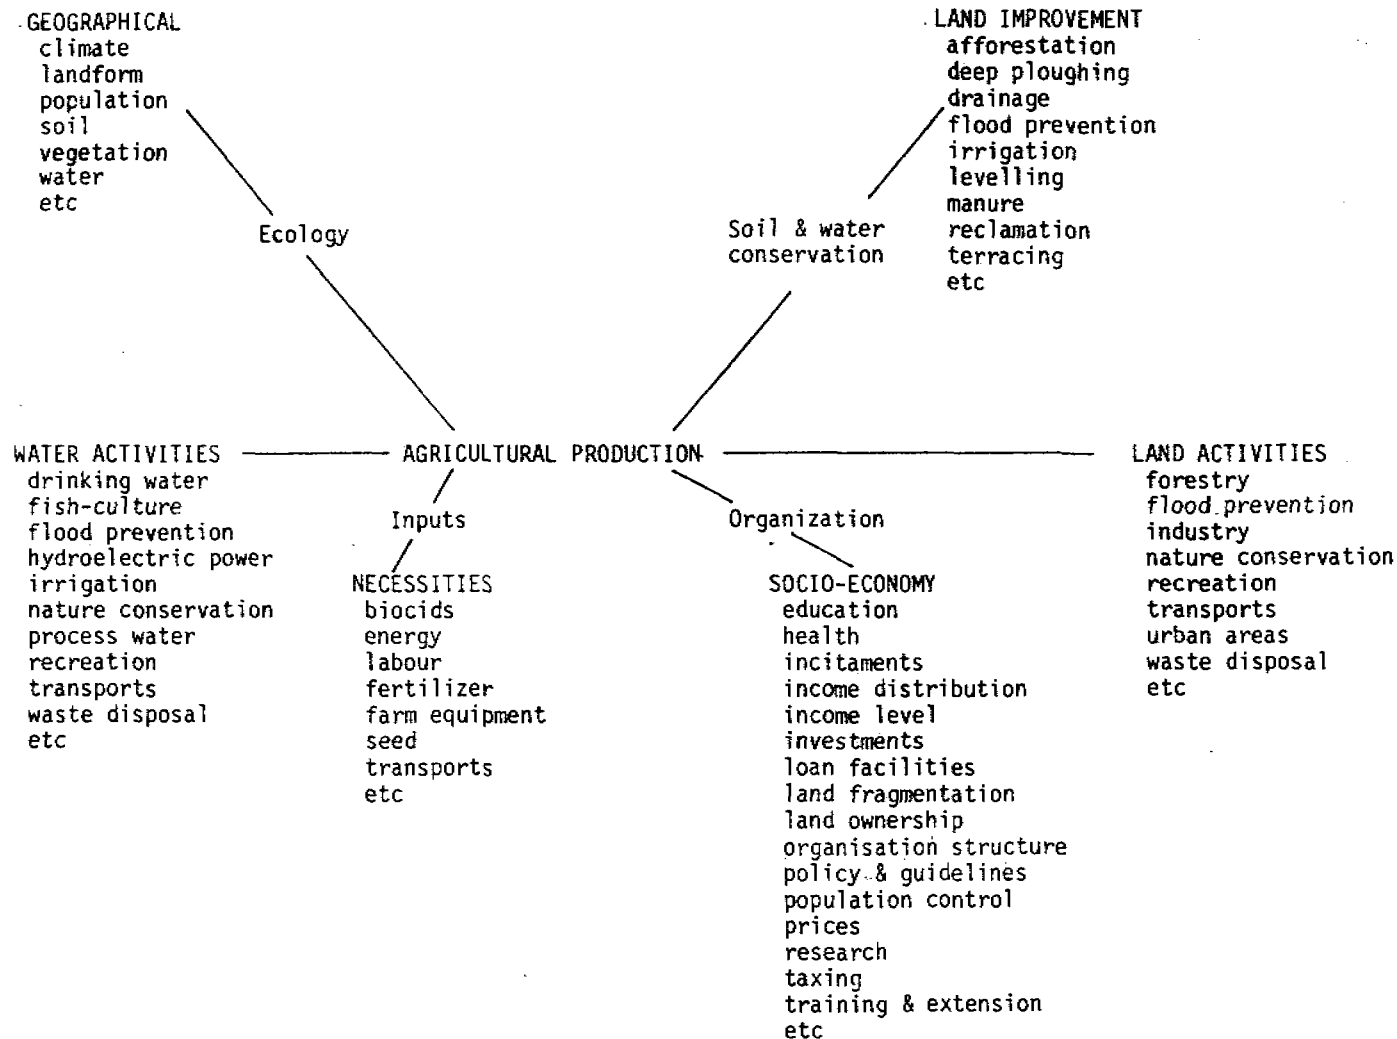 GEOGRAPHICAL
climate
landform
population
soil
vegetation
water
etc
Ecology
LAND IMPROVEMENT
afforestation
deep ploughing
drainage
flood prevention
irrigation
levelling
manure
reclamation
terracing
etc
Soil & water
conservation
WATER ACTIVITIES
drinking water
fish-culture
flood prevention
hydroelectric power
irrigation
nature conservation
process water
recreation
transports
waste disposal
etc
AGRICULTURAL PRODUCTION
Inputs
NECESSITIES
biocids
energy
labour
fertilizer
farm equipment
seed
transports
etc
Organization
SOCIO-ECONOMY
education
health
incitaments
income distribution
income level
investments
loan facilities
land fragmentation
land ownership
organisation structure
policy & guidelines
population control
prices
research
taxing
training & extension
etc
LAND ACTIVITIES
forestry
flood prevention
industry
nature conservation
recreation
transports
urban areas
waste disposal
etc